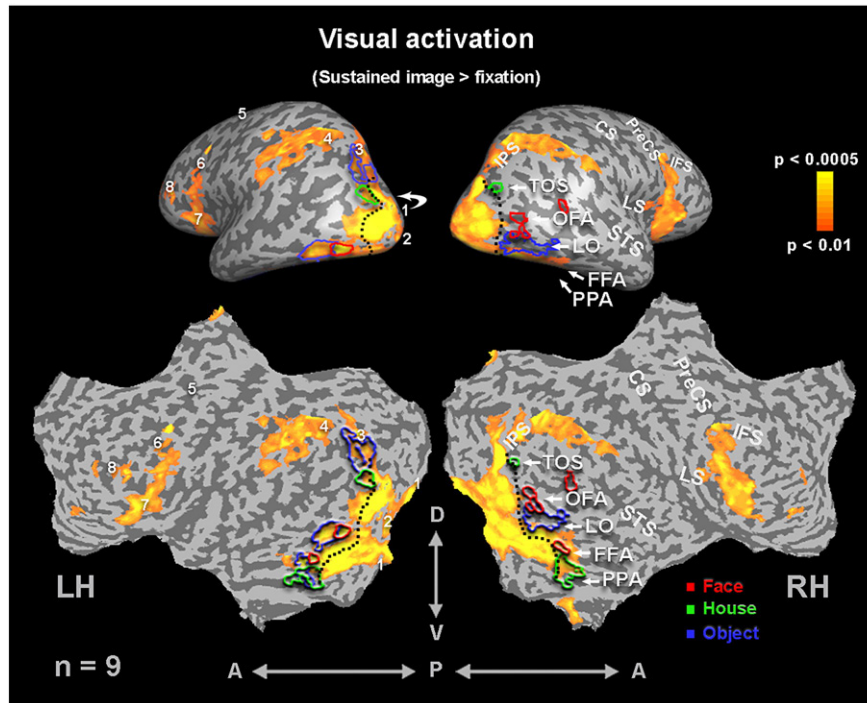 Visual activation
(Sustained image > fixation)
5
6
8
7
4
3
1
2
IPS
CS
PreCS
IFS
LS
STS
TOS
OFA
LO
FFA
PPA
p < 0.0005
p < 0.01
5
6
8
7
4
3
1
2
1
IPS
CS
PreCS
IFS
LS
STS
TOS
OFA
LO
FFA
PPA
LH
D
V
RH
Face
House
Object
n = 9
A
P
A